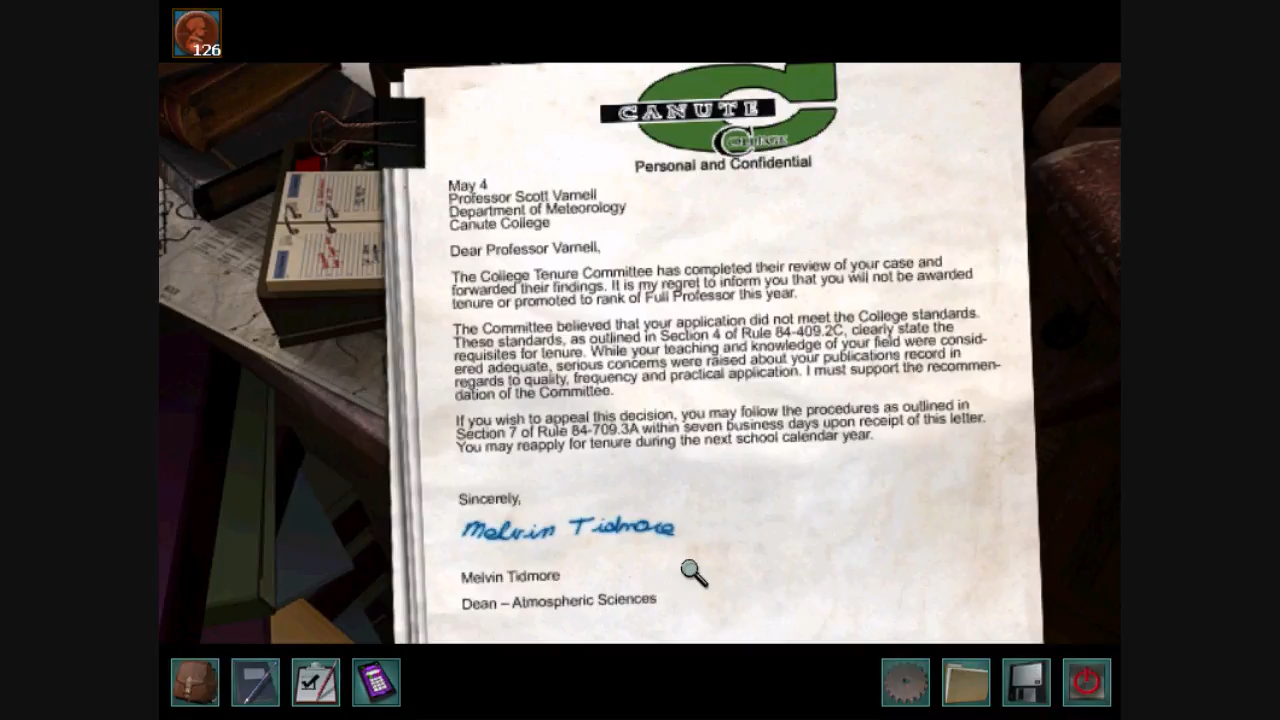 126
CANUTE
COLLEGE
Personal and Confidential
May 4
Professor Scott Varnell
Department of Meteorology
Canute College
Dear Professor Varnell,
The College Tenure Committee has completed their review of your case and
forwarded their findings. It is my regret to inform you that you will not be awarded
tenure or promoted to rank of Full Professor this year.
The Committee believed that your application did not meet the College standards.
These standards, as outlined in Section 4 of Rule 84-409.2C, clearly state the
requisites for tenure. While your teaching and knowledge of your field were consid-
ered adequate, serious concerns were raised about your publications record in
regards to quality, frequency and practical application. I must support the recommen-
dation of the Committee.
If you wish to appeal this decision, you may follow the procedures as outlined in
Section 7 of Rule 84-709.3A within seven business days upon receipt of this letter.
You may reapply for tenure during the next school calendar year.
Sincerely,
Melvin Tidmore
Melvin Tidmore
Dean – Atmospheric Sciences